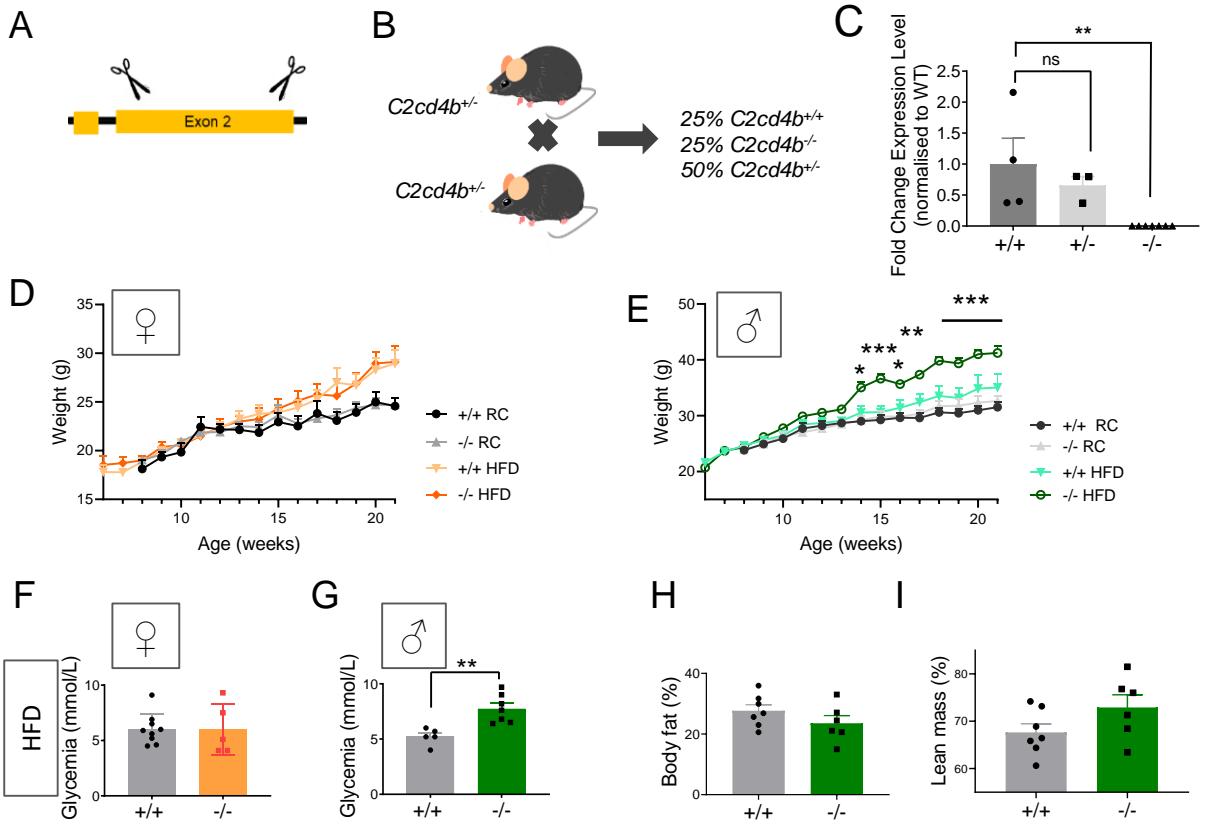 A
Exon 2
B
C2cd4b+/-
C2cd4b+/-
25% C2cd4b+/+
25% C2cd4b-/-
50% C2cd4b+/-
C
Fold Change Expression Level
(normalised to WT)
2.5
2.0
1.5
1.0
0.5
0.0
**
ns
+/+
+/-
-/-
D
♀
Weight (g)
35
30
25
20
15
10
15
20
Age (weeks)
+/+ RC
-/- RC
+/+ HFD
-/- HFD
E
♂
Weight (g)
50
40
30
20
*
***
*
**
***
10
15
20
Age (weeks)
+/+ RC
-/- RC
+/+ HFD
-/- HFD
HFD
F
♀
Glycemia (mmol/L)
10
5
0
+/+
-/-
G
♂
Glycemia (mmol/L)
10
5
0
**
+/+
-/-
H
Body fat (%)
40
20
0
+/+
-/-
I
Lean mass (%)
80
70
60
+/+
-/-